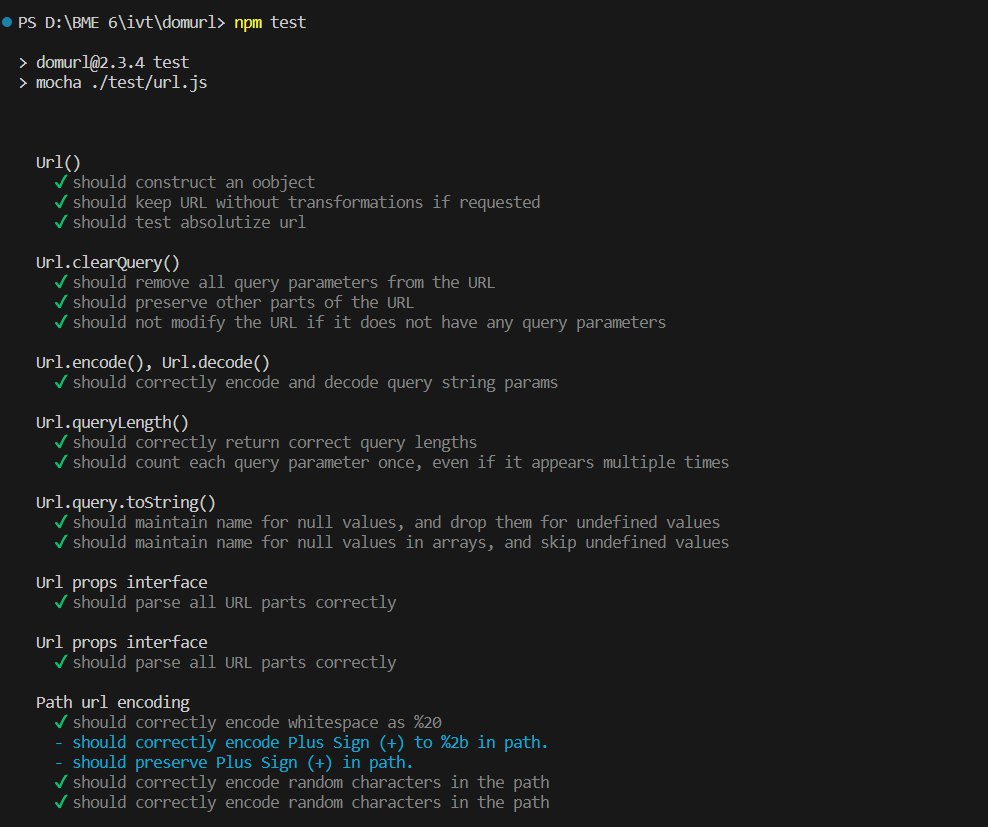 PS D:\BME 6\ivt\domurl> npm test
> domurl@2.3.4 test
> mocha ./test/url.js
Url()
✓ should construct an oobject
✓ should keep URL without transformations if requested
✓ should test absolutize url
Url.clearQuery()
✓ should remove all query parameters from the URL
✓ should preserve other parts of the URL
✓ should not modify the URL if it does not have any query parameters
Url.encode(), Url.decode()
✓ should correctly encode and decode query string params
Url.queryLength()
✓ should correctly return correct query lengths
✓ should count each query parameter once, even if it appears multiple times
Url.query.toString()
✓ should maintain name for null values, and drop them for undefined values
✓ should maintain name for null values in arrays, and skip undefined values
Url props interface
✓ should parse all URL parts correctly
Url props interface
✓ should parse all URL parts correctly
Path url encoding
✓ should correctly encode whitespace as %20
- should correctly encode Plus Sign (+) to %2b in path.
- should preserve Plus Sign (+) in path.
✓ should correctly encode random characters in the path
✓ should correctly encode random characters in the path